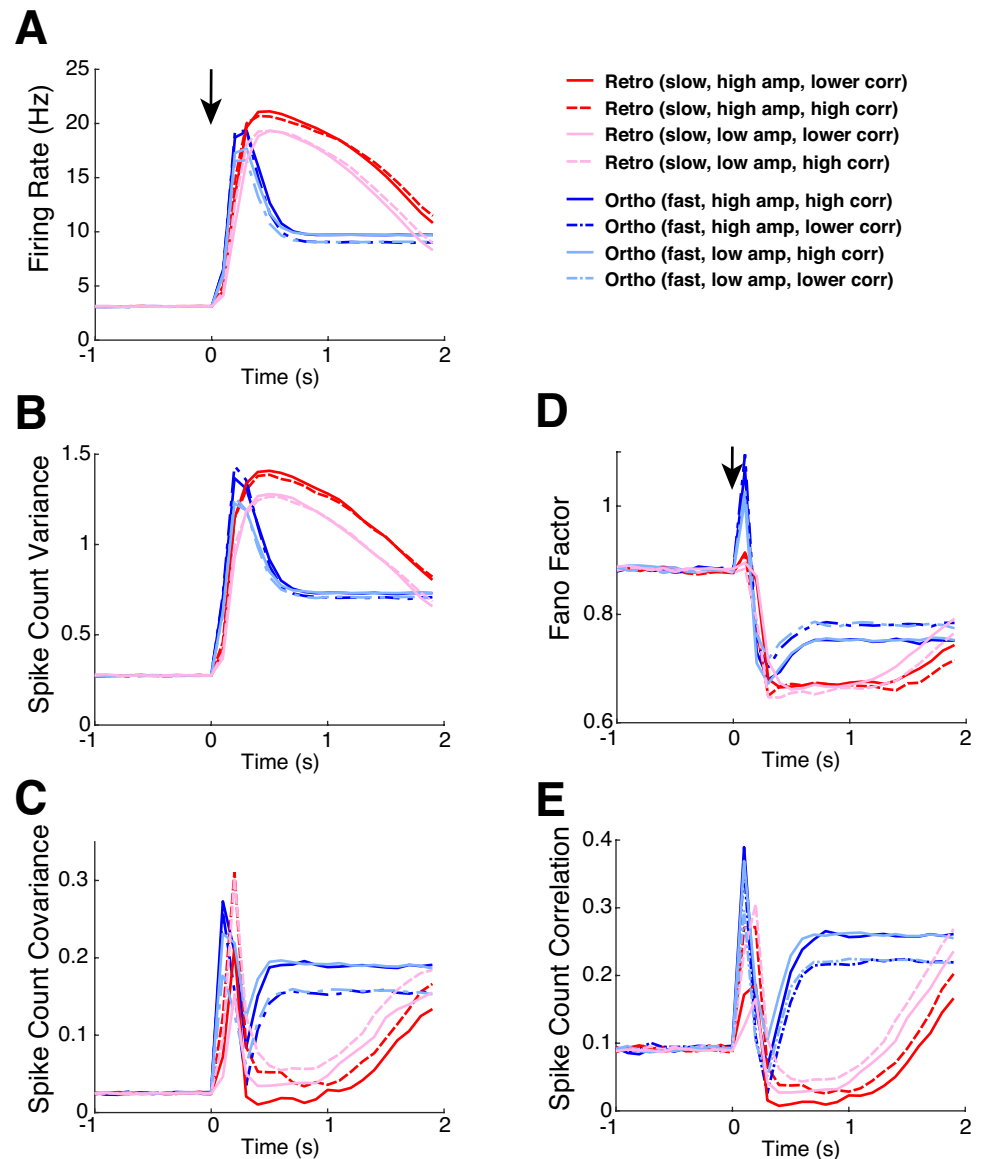 A
Firing Rate (Hz)
25
20
15
10
5
0
-1
0
1
2
Time (s)
Retro (slow, high amp, lower corr)
Retro (slow, high amp, high corr)
Retro (slow, low amp, lower corr)
Retro (slow, low amp, high corr)
Ortho (fast, high amp, high corr)
Ortho (fast, high amp, lower corr)
Ortho (fast, low amp, high corr)
Ortho (fast, low amp, lower corr)
B
Spike Count Variance
1.5
1
0.5
0
-1
0
1
2
Time (s)
D
Fano Factor
1
0.8
0.6
-1
0
1
2
Time (s)
C
Spike Count Covariance
0.3
0.2
0.1
0
-1
0
1
2
Time (s)
E
Spike Count Correlation
0.4
0.3
0.2
0.1
0
-1
0
1
2
Time (s)